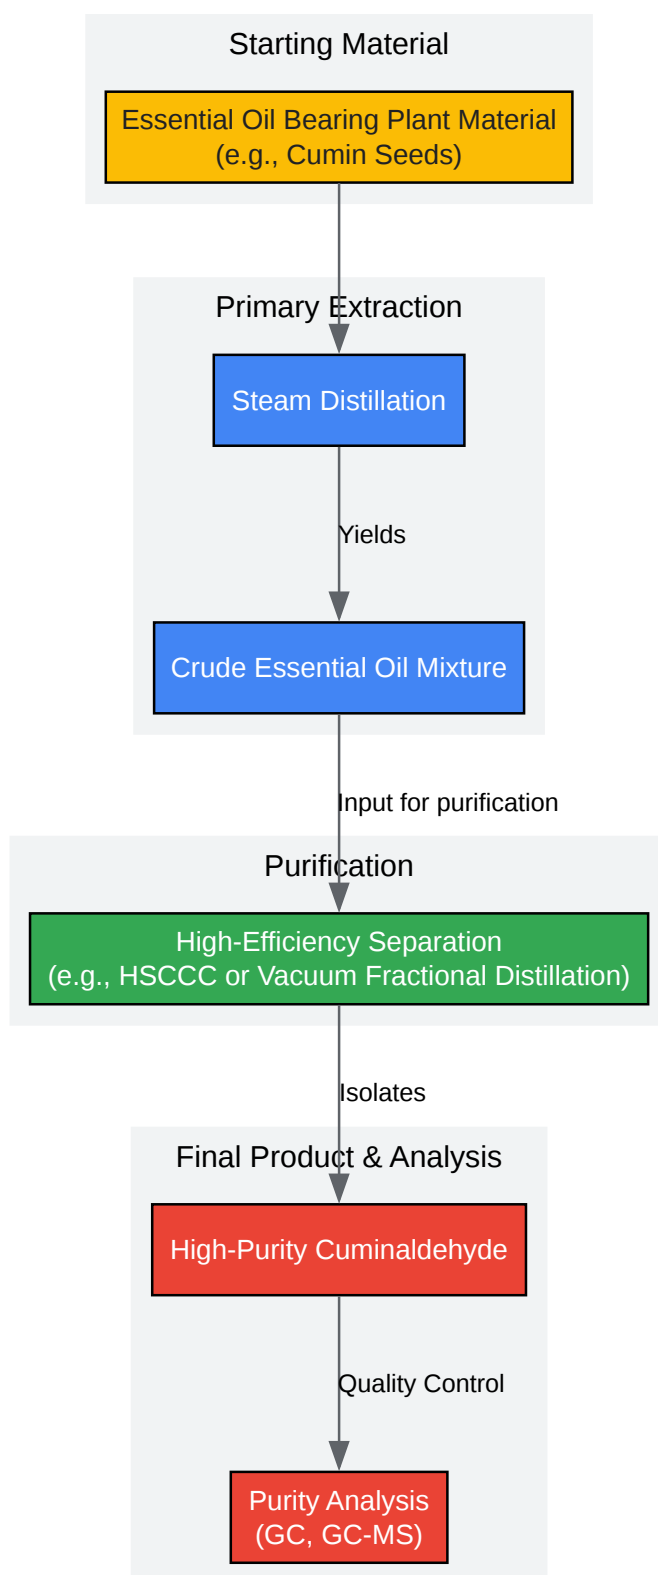 Starting Material
Essential Oil Bearing Plant Material
(e.g., Cumin Seeds)
Primary Extraction
Steam Distillation
Yields
Crude Essential Oil Mixture
Input for purification
Purification
High-Efficiency Separation
(e.g., HSCCC or Vacuum Fractional Distillation)
Isolates
Final Product & Analysis
High-Purity Cuminaldehyde
Quality Control
Purity Analysis
(GC, GC-MS)